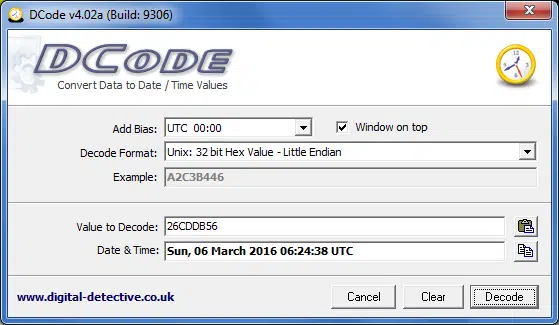 DCode v4.02a (Build: 9306)
DCODE
Convert Data to Date / Time Values
Add Bias: UTC 00:00 Window on top
Decode Format: Unix: 32 bit Hex Value - Little Endian
Example: A2C3B446
Value to Decode: 26CDDB56
Date & Time: Sun, 06 March 2016 06:24:38 UTC
www.digital-detective.co.uk Cancel Clear Decode